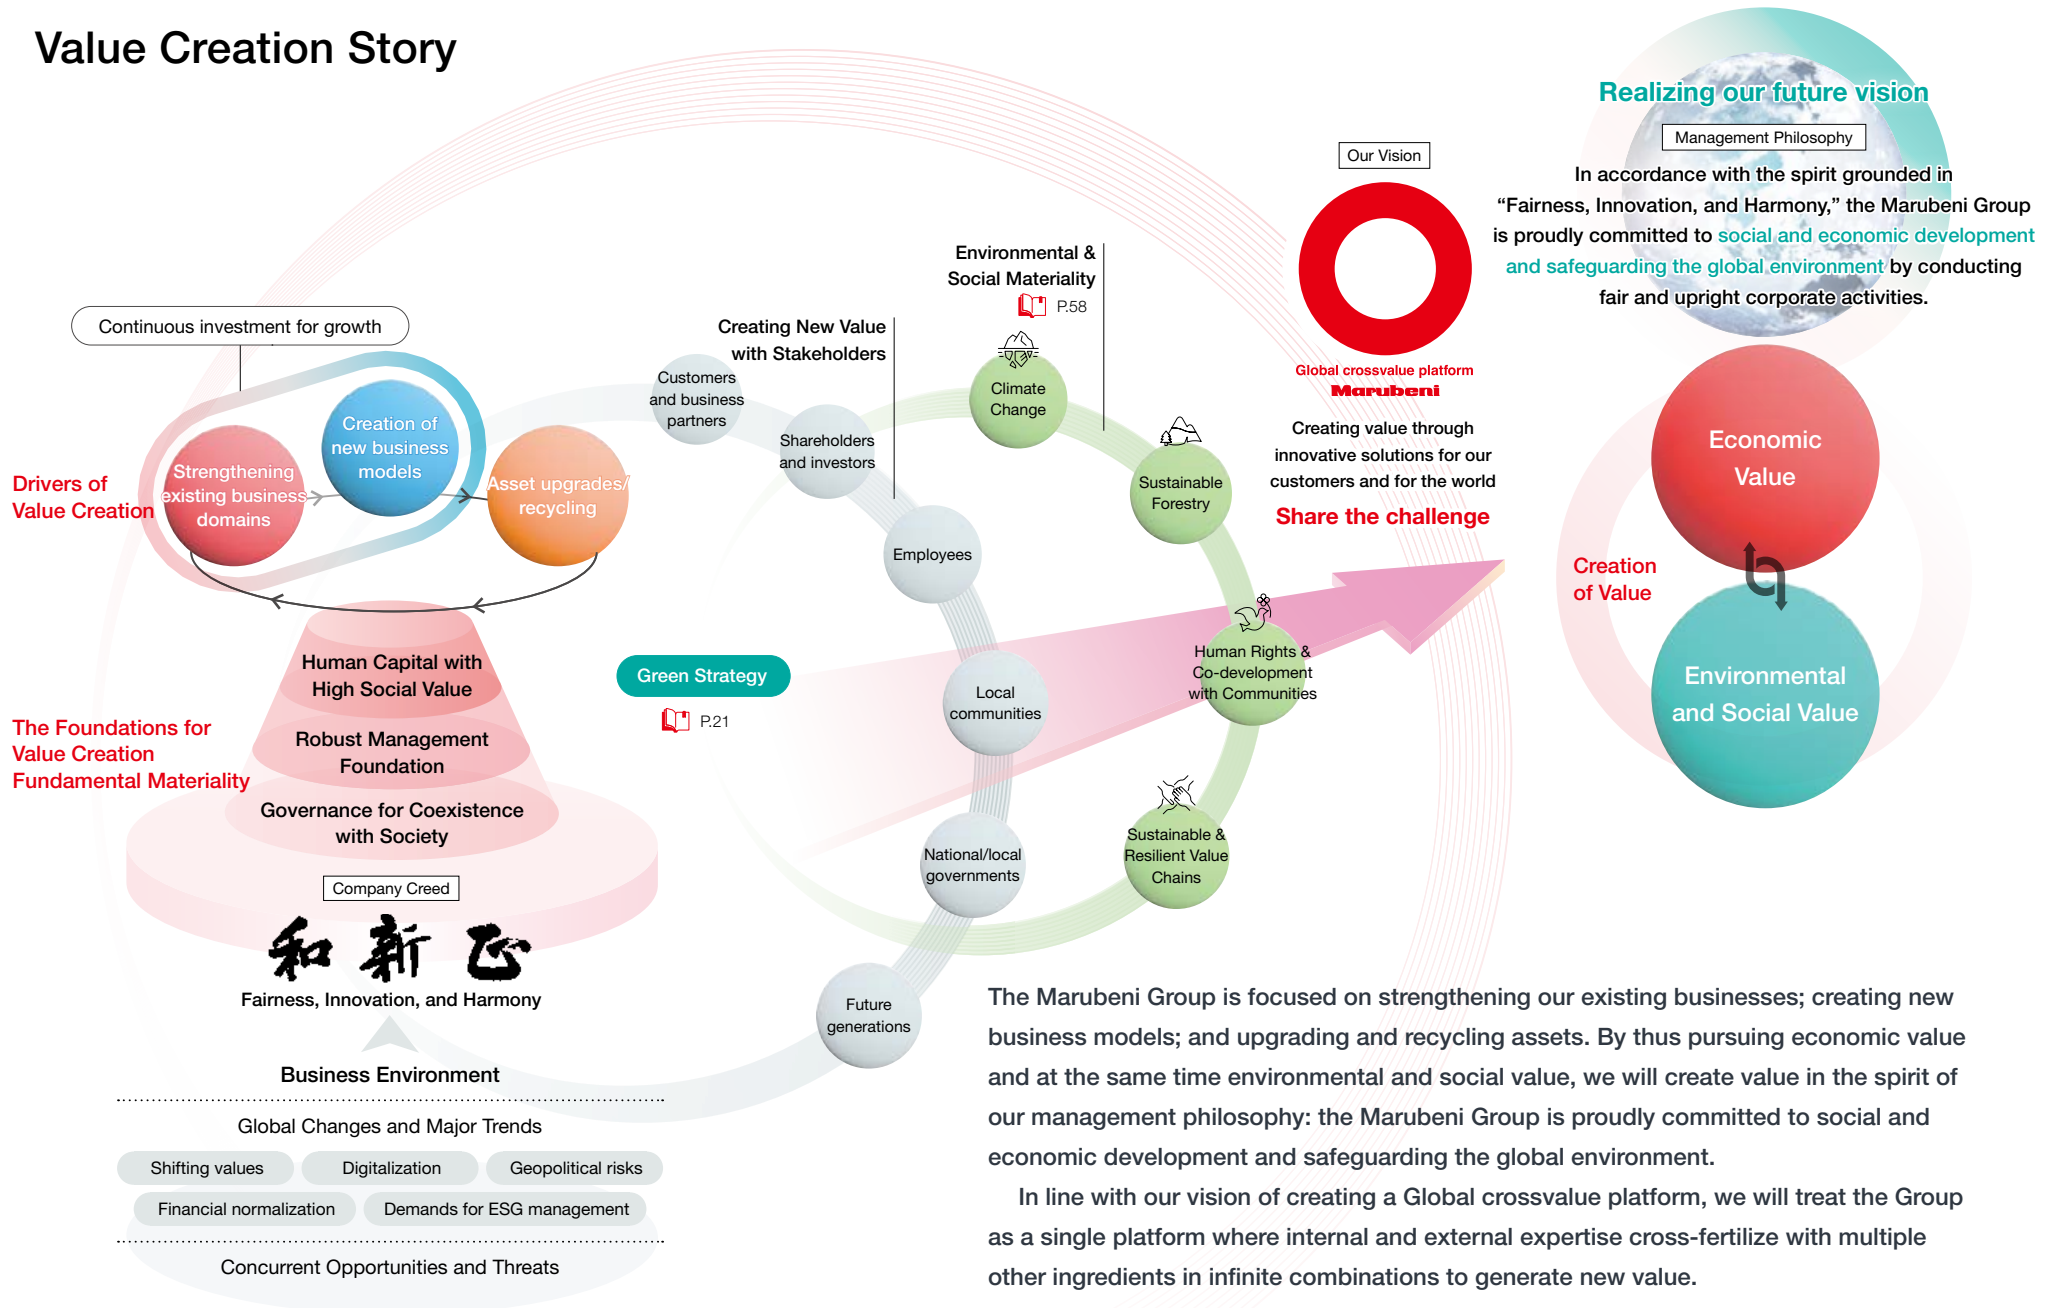 Value Creation Story
Continuous investment for growth
Drivers of
Value Creation
Strengthening
existing business
domains
Creation of
new business
models
Asset upgrades/
recycling
The Foundations for
Value Creation
Fundamental Materiality
Human Capital with
High Social Value
Robust Management
Foundation
Governance for Coexistence
with Society
Company Creed
和 新 正
Fairness, Innovation, and Harmony
Business Environment
Global Changes and Major Trends
Shifting values
Digitalization
Geopolitical risks
Financial normalization
Demands for ESG management
Concurrent Opportunities and Threats
Green Strategy
P.21
Creating New Value
with Stakeholders
Customers
and business
partners
Shareholders
and investors
Employees
Local
communities
National/local
governments
Future
generations
Environmental &
Social Materiality
P.58
Climate
Change
Sustainable
Forestry
Human Rights &
Co-development
with Communities
Sustainable &
Resilient Value
Chains
Our Vision
Global crossvalue platform
Marubeni
Creating value through
innovative solutions for our
customers and for the world
Share the challenge
Realizing our future vision
Management Philosophy
In accordance with the spirit grounded in
“Fairness, Innovation, and Harmony,” the Marubeni Group
is proudly committed to social and economic development
and safeguarding the global environment by conducting
fair and upright corporate activities.
Creation
of Value
Economic
Value
Environmental
and Social Value
The Marubeni Group is focused on strengthening our existing businesses; creating new
business models; and upgrading and recycling assets. By thus pursuing economic value
and at the same time environmental and social value, we will create value in the spirit of
our management philosophy: the Marubeni Group is proudly committed to social and
economic development and safeguarding the global environment.
In line with our vision of creating a Global crossvalue platform, we will treat the Group
as a single platform where internal and external expertise cross-fertilize with multiple
other ingredients in infinite combinations to generate new value.